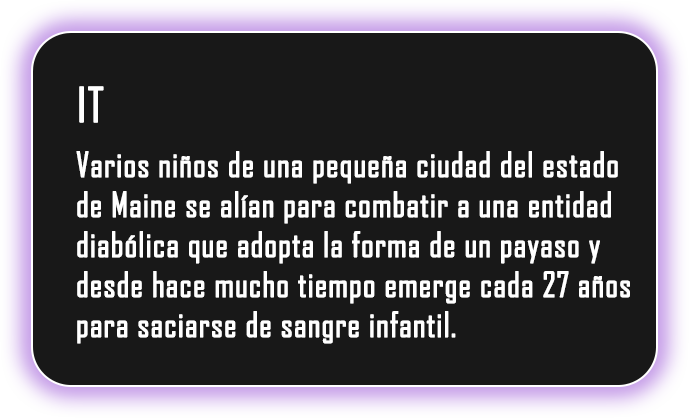 IT
Varios niños de una pequeña ciudad del estado
de Maine se alían para combatir a una entidad
diabólica que adopta la forma de un payaso y
desde hace mucho tiempo emerge cada 27 años
para saciarse de sangre infantil.